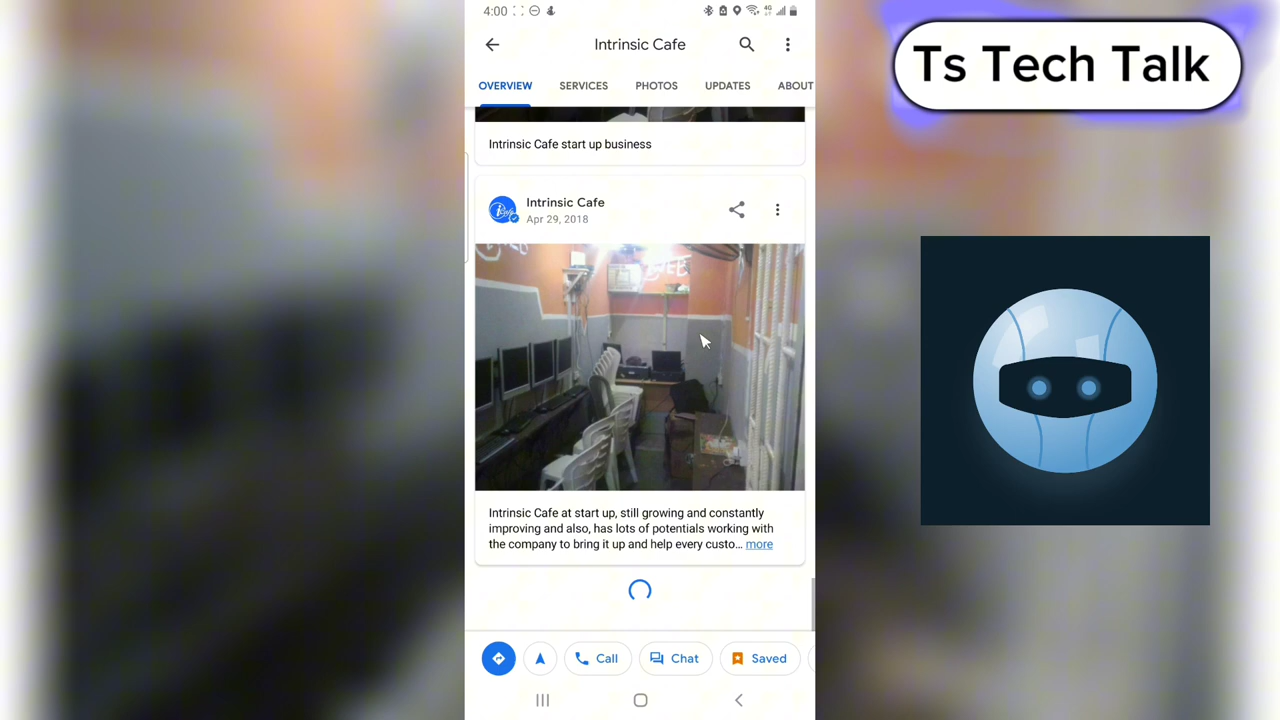 4:00
Intrinsic Cafe
OVERVIEW SERVICES PHOTOS UPDATES ABOUT
Intrinsic Cafe start up business
Intrinsic Cafe
Apr 29, 2018
Intrinsic Cafe at start up, still growing and constantly
improving and also, has lots of potentials working with
the company to bring it up and help every custo... more
Call Chat Saved
Ts Tech Talk